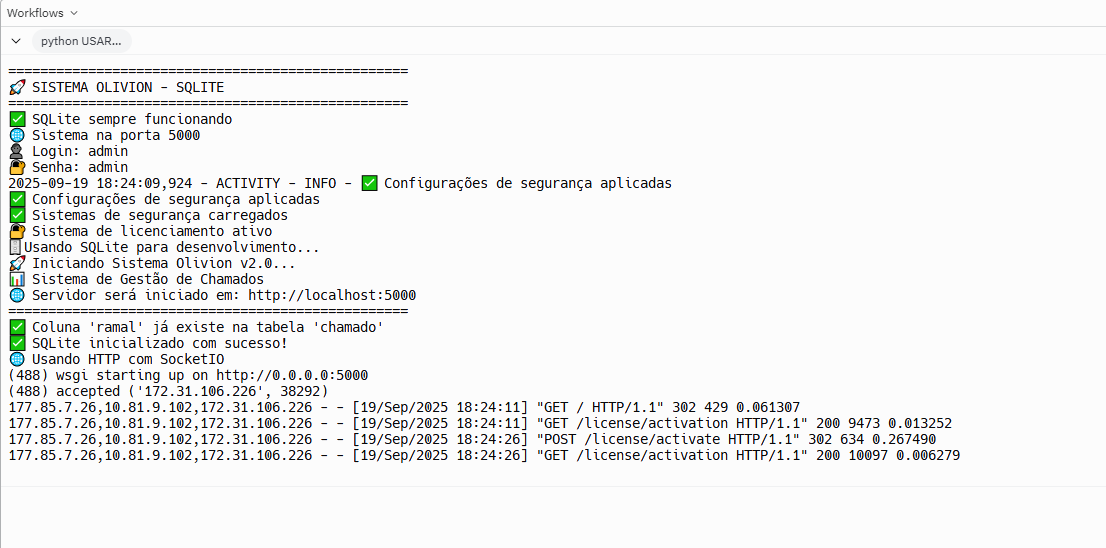 Workflows
python USAR...
==================================================
🚀 SISTEMA OLIVION - SQLITE
==================================================
✅ SQLite sempre funcionando
🌐 Sistema na porta 5000
👤 Login: admin
🔐 Senha: admin
2025-09-19 18:24:09,924 - ACTIVITY - INFO - ✅ Configurações de segurança aplicadas
✅ Configurações de segurança aplicadas
✅ Sistemas de segurança carregados
🔐 Sistema de licenciamento ativo
Usando SQLite para desenvolvimento...
🚀 Iniciando Sistema Olivion v2.0...
📊 Sistema de Gestão de Chamados
🌐 Servidor será iniciado em: http://localhost:5000
==================================================
✅ Coluna 'ramal' já existe na tabela 'chamado'
✅ SQLite inicializado com sucesso!
🌐 Usando HTTP com SocketIO
(488) wsgi starting up on http://0.0.0.0:5000
(488) accepted ('172.31.106.226', 38292)
177.85.7.26,10.81.9.102,172.31.106.226 - - [19/Sep/2025 18:24:11] "GET / HTTP/1.1" 302 429 0.061307
177.85.7.26,10.81.9.102,172.31.106.226 - - [19/Sep/2025 18:24:11] "GET /license/activation HTTP/1.1" 200 9473 0.013252
177.85.7.26,10.81.9.102,172.31.106.226 - - [19/Sep/2025 18:24:26] "POST /license/activate HTTP/1.1" 302 634 0.267490
177.85.7.26,10.81.9.102,172.31.106.226 - - [19/Sep/2025 18:24:26] "GET /license/activation HTTP/1.1" 200 10097 0.006279